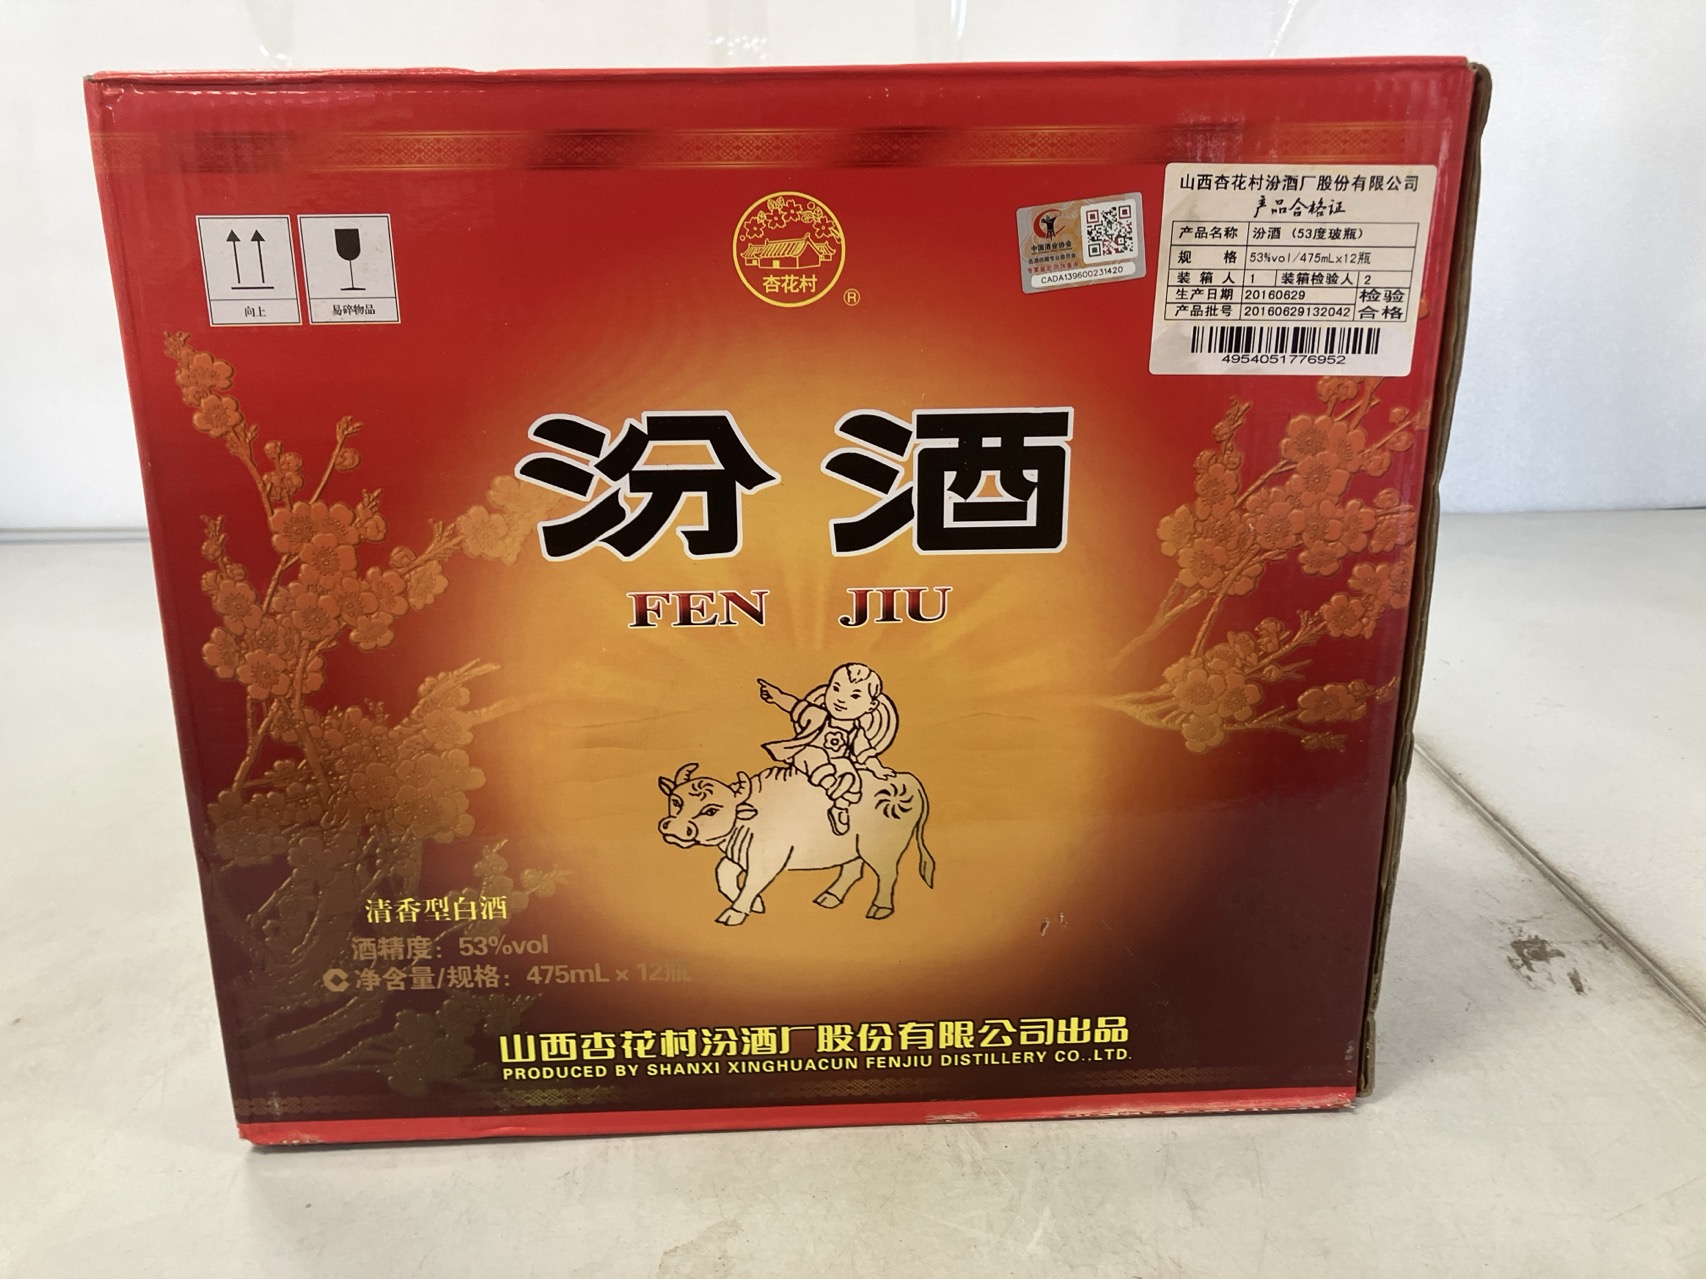 向上
易碎物品
杏花村
®
中国酒业协会
CADA139600231420
山西杏花村汾酒厂股份有限公司
产品合格证
产品名称 汾酒（53度玻瓶）
规 格 53%vol/475mL×12瓶
装 箱 人 1 装箱检验人 2
生产日期 20160629 检验
产品批号 20160629132042 合格
4954051776952
汾酒
FEN JIU
清香型白酒
酒精度：53%vol
净含量/规格：475mL×12瓶
山西杏花村汾酒厂股份有限公司出品
PRODUCED BY SHANXI XINGHUACUN FENJIU DISTILLERY CO.,LTD.